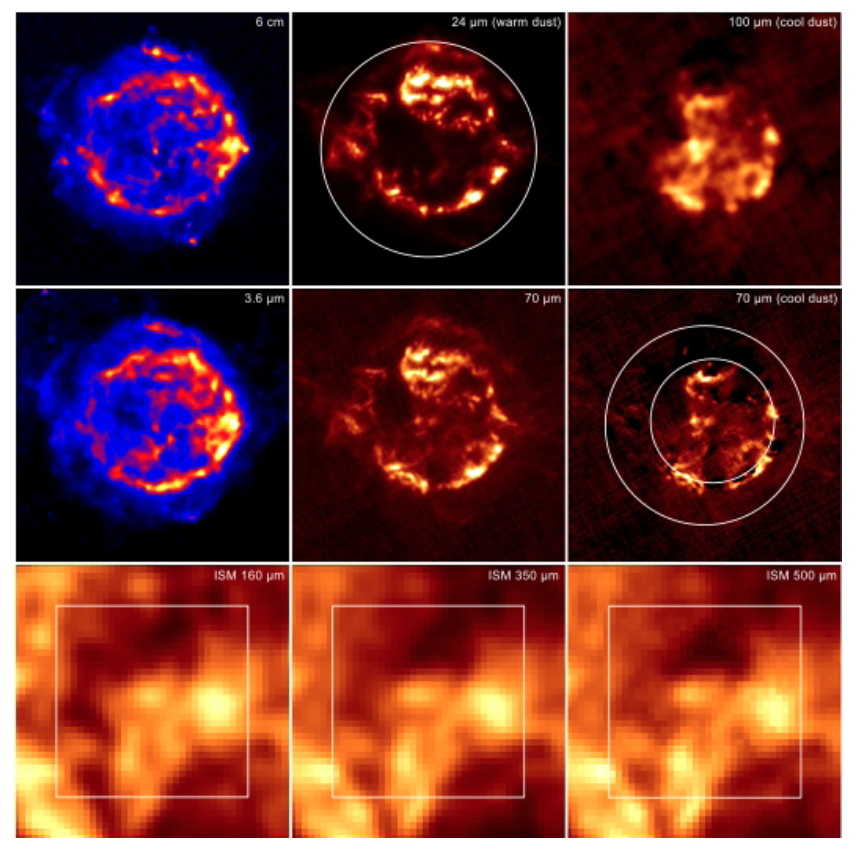 6 cm
24 μm (warm dust)
100 μm (cool dust)
3.6 μm
70 μm
70 μm (cool dust)
ISM 160 μm
ISM 350 μm
ISM 500 μm